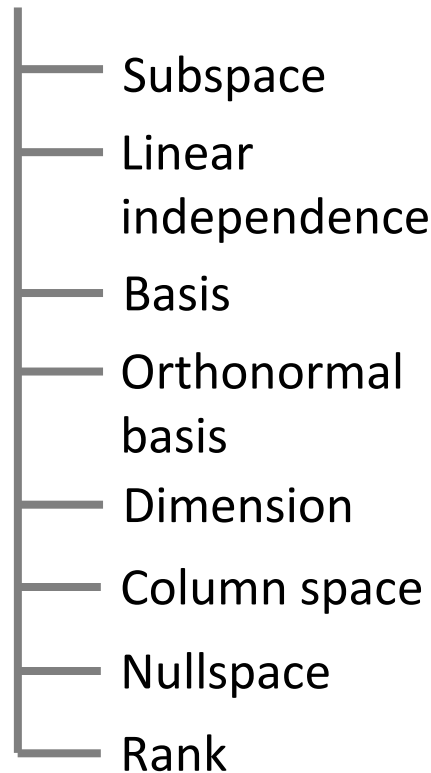 Subspace
Linear
independence
Basis
Orthonormal
basis
Dimension
Column space
Nullspace
Rank